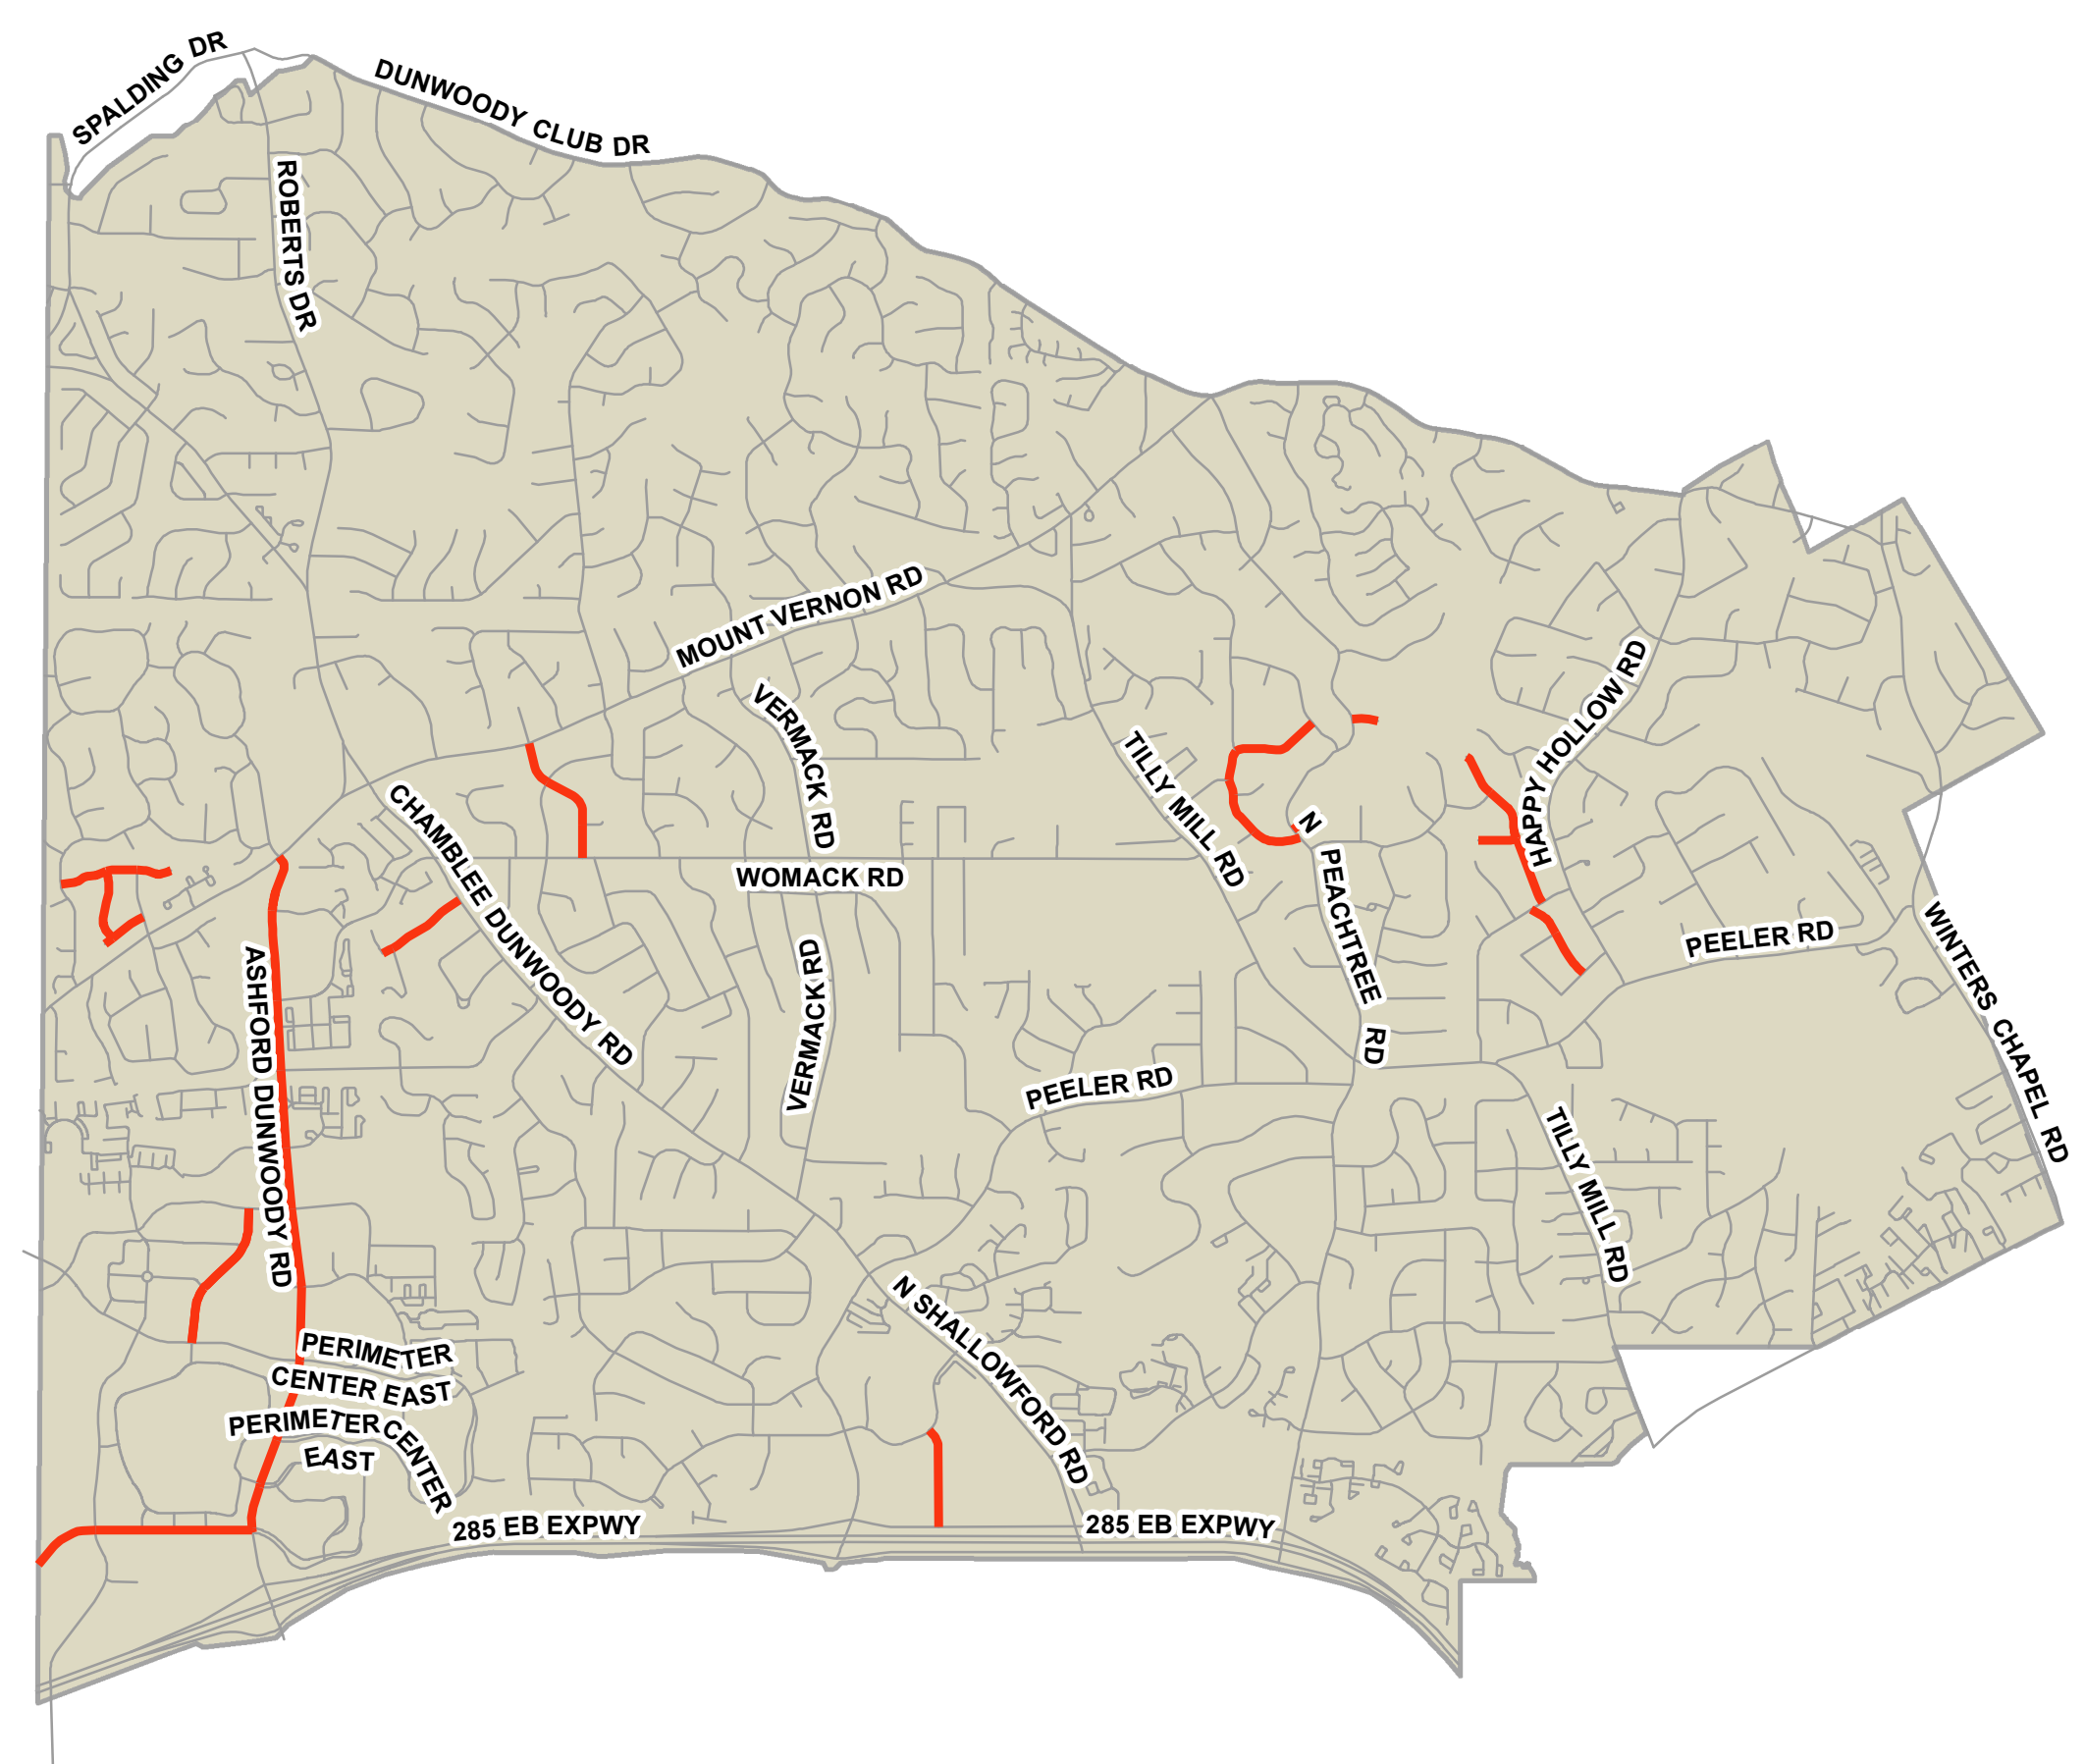 SPALDING DR
DUNWOODY CLUB DR
ROBERTS DR
MOUNT VERNON RD
VERMACK RD
HAPPY HOLLOW RD
TILLY MILL RD
CHAMBLEE DUNWOODY RD
N PEACHTREE RD
WOMACK RD
PEELER RD
WINTERS CHAPEL RD
ASHFORD DUNWOODY RD
VERMACK RD
PEELER RD
TILLY MILL RD
N SHALLOWFORD RD
PERIMETER
CENTER EAST
PERIMETER CENTER
EAST
285 EB EXPWY
285 EB EXPWY